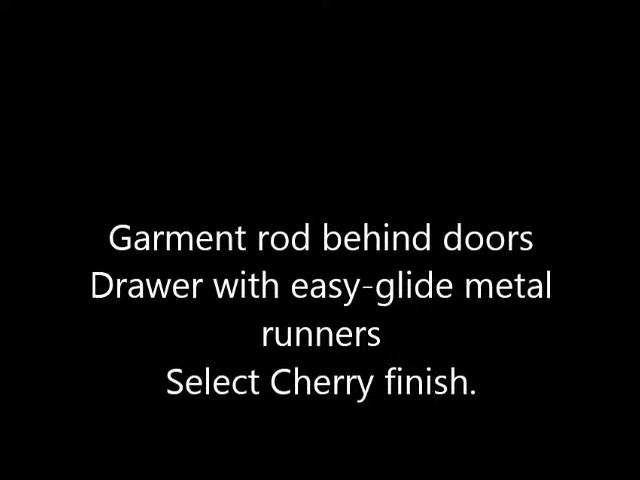 Garment rod behind doors
Drawer with easy-glide metal
runners
Select Cherry finish.